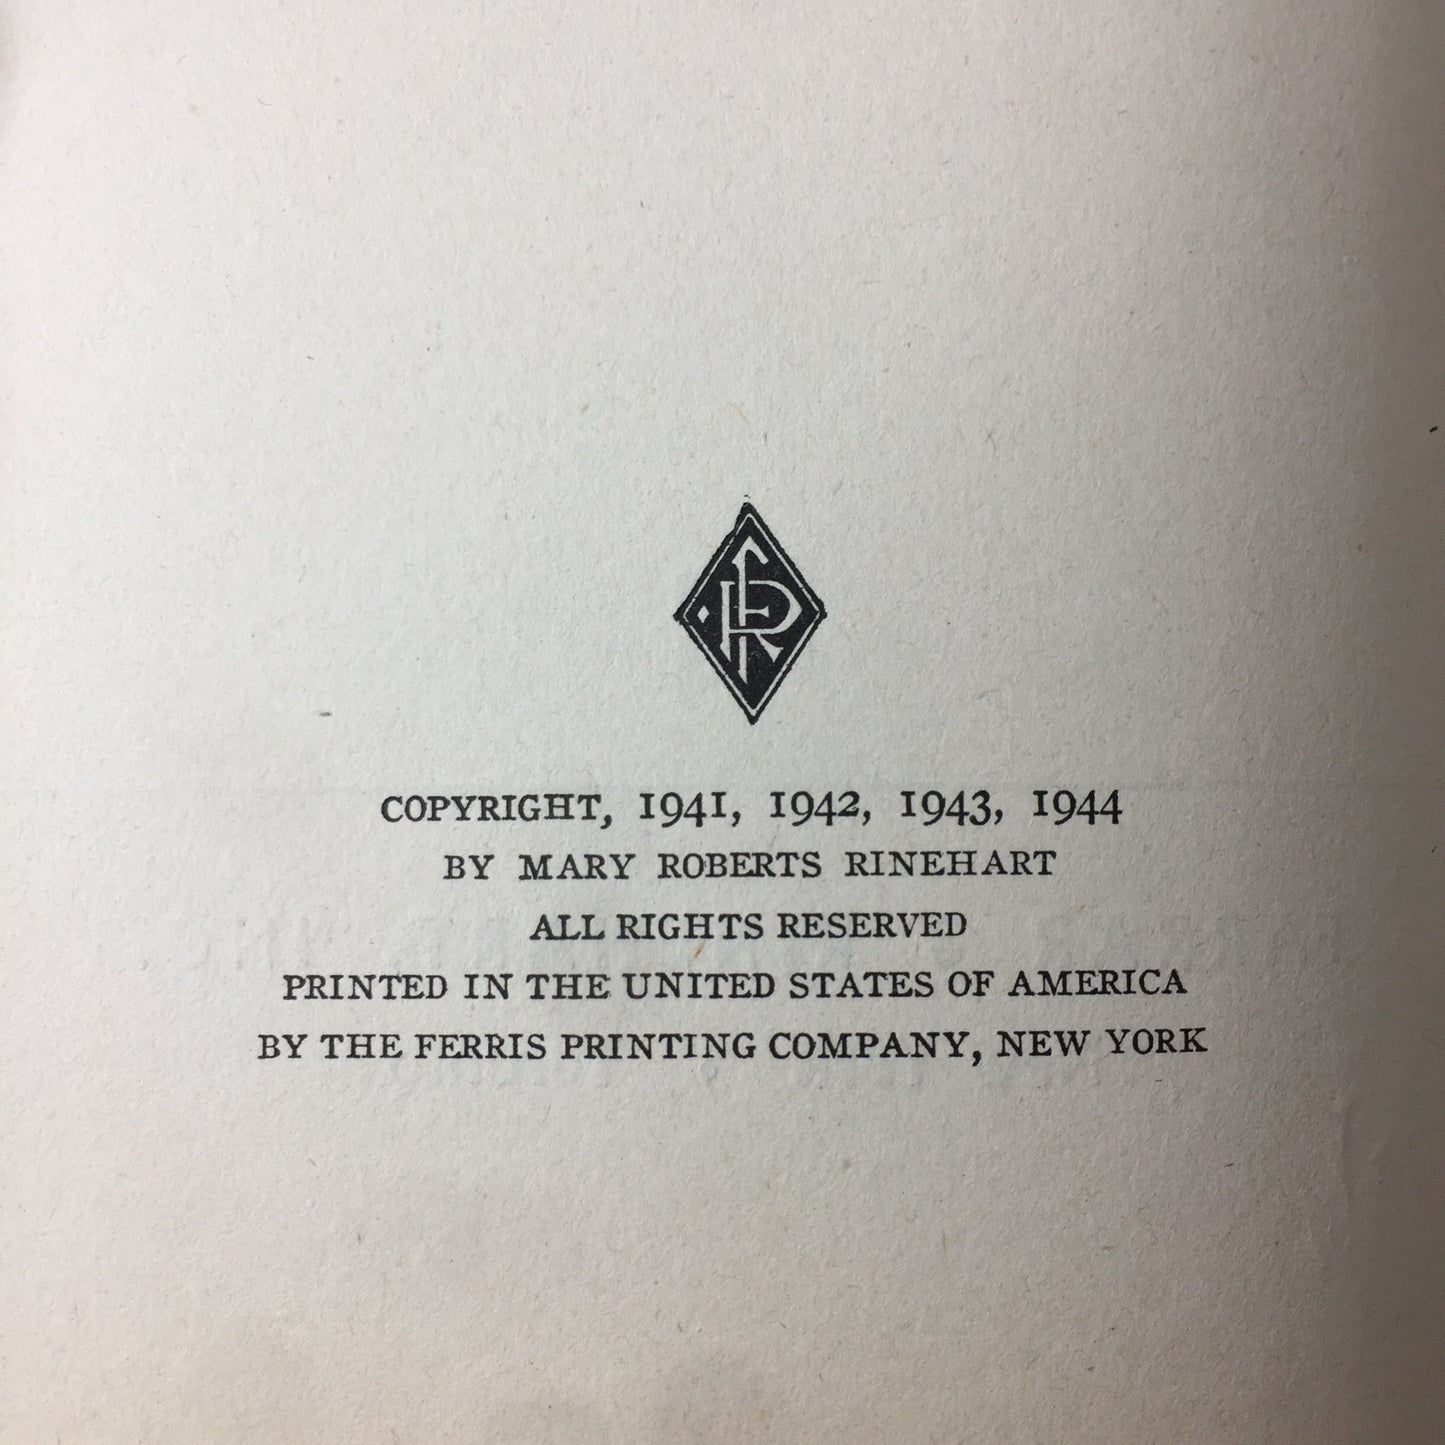 FR
COPYRIGHT, 1941, 1942, 1943, 1944
BY MARY ROBERTS RINEHART
ALL RIGHTS RESERVED
PRINTED IN THE UNITED STATES OF AMERICA
BY THE FERRIS PRINTING COMPANY, NEW YORK